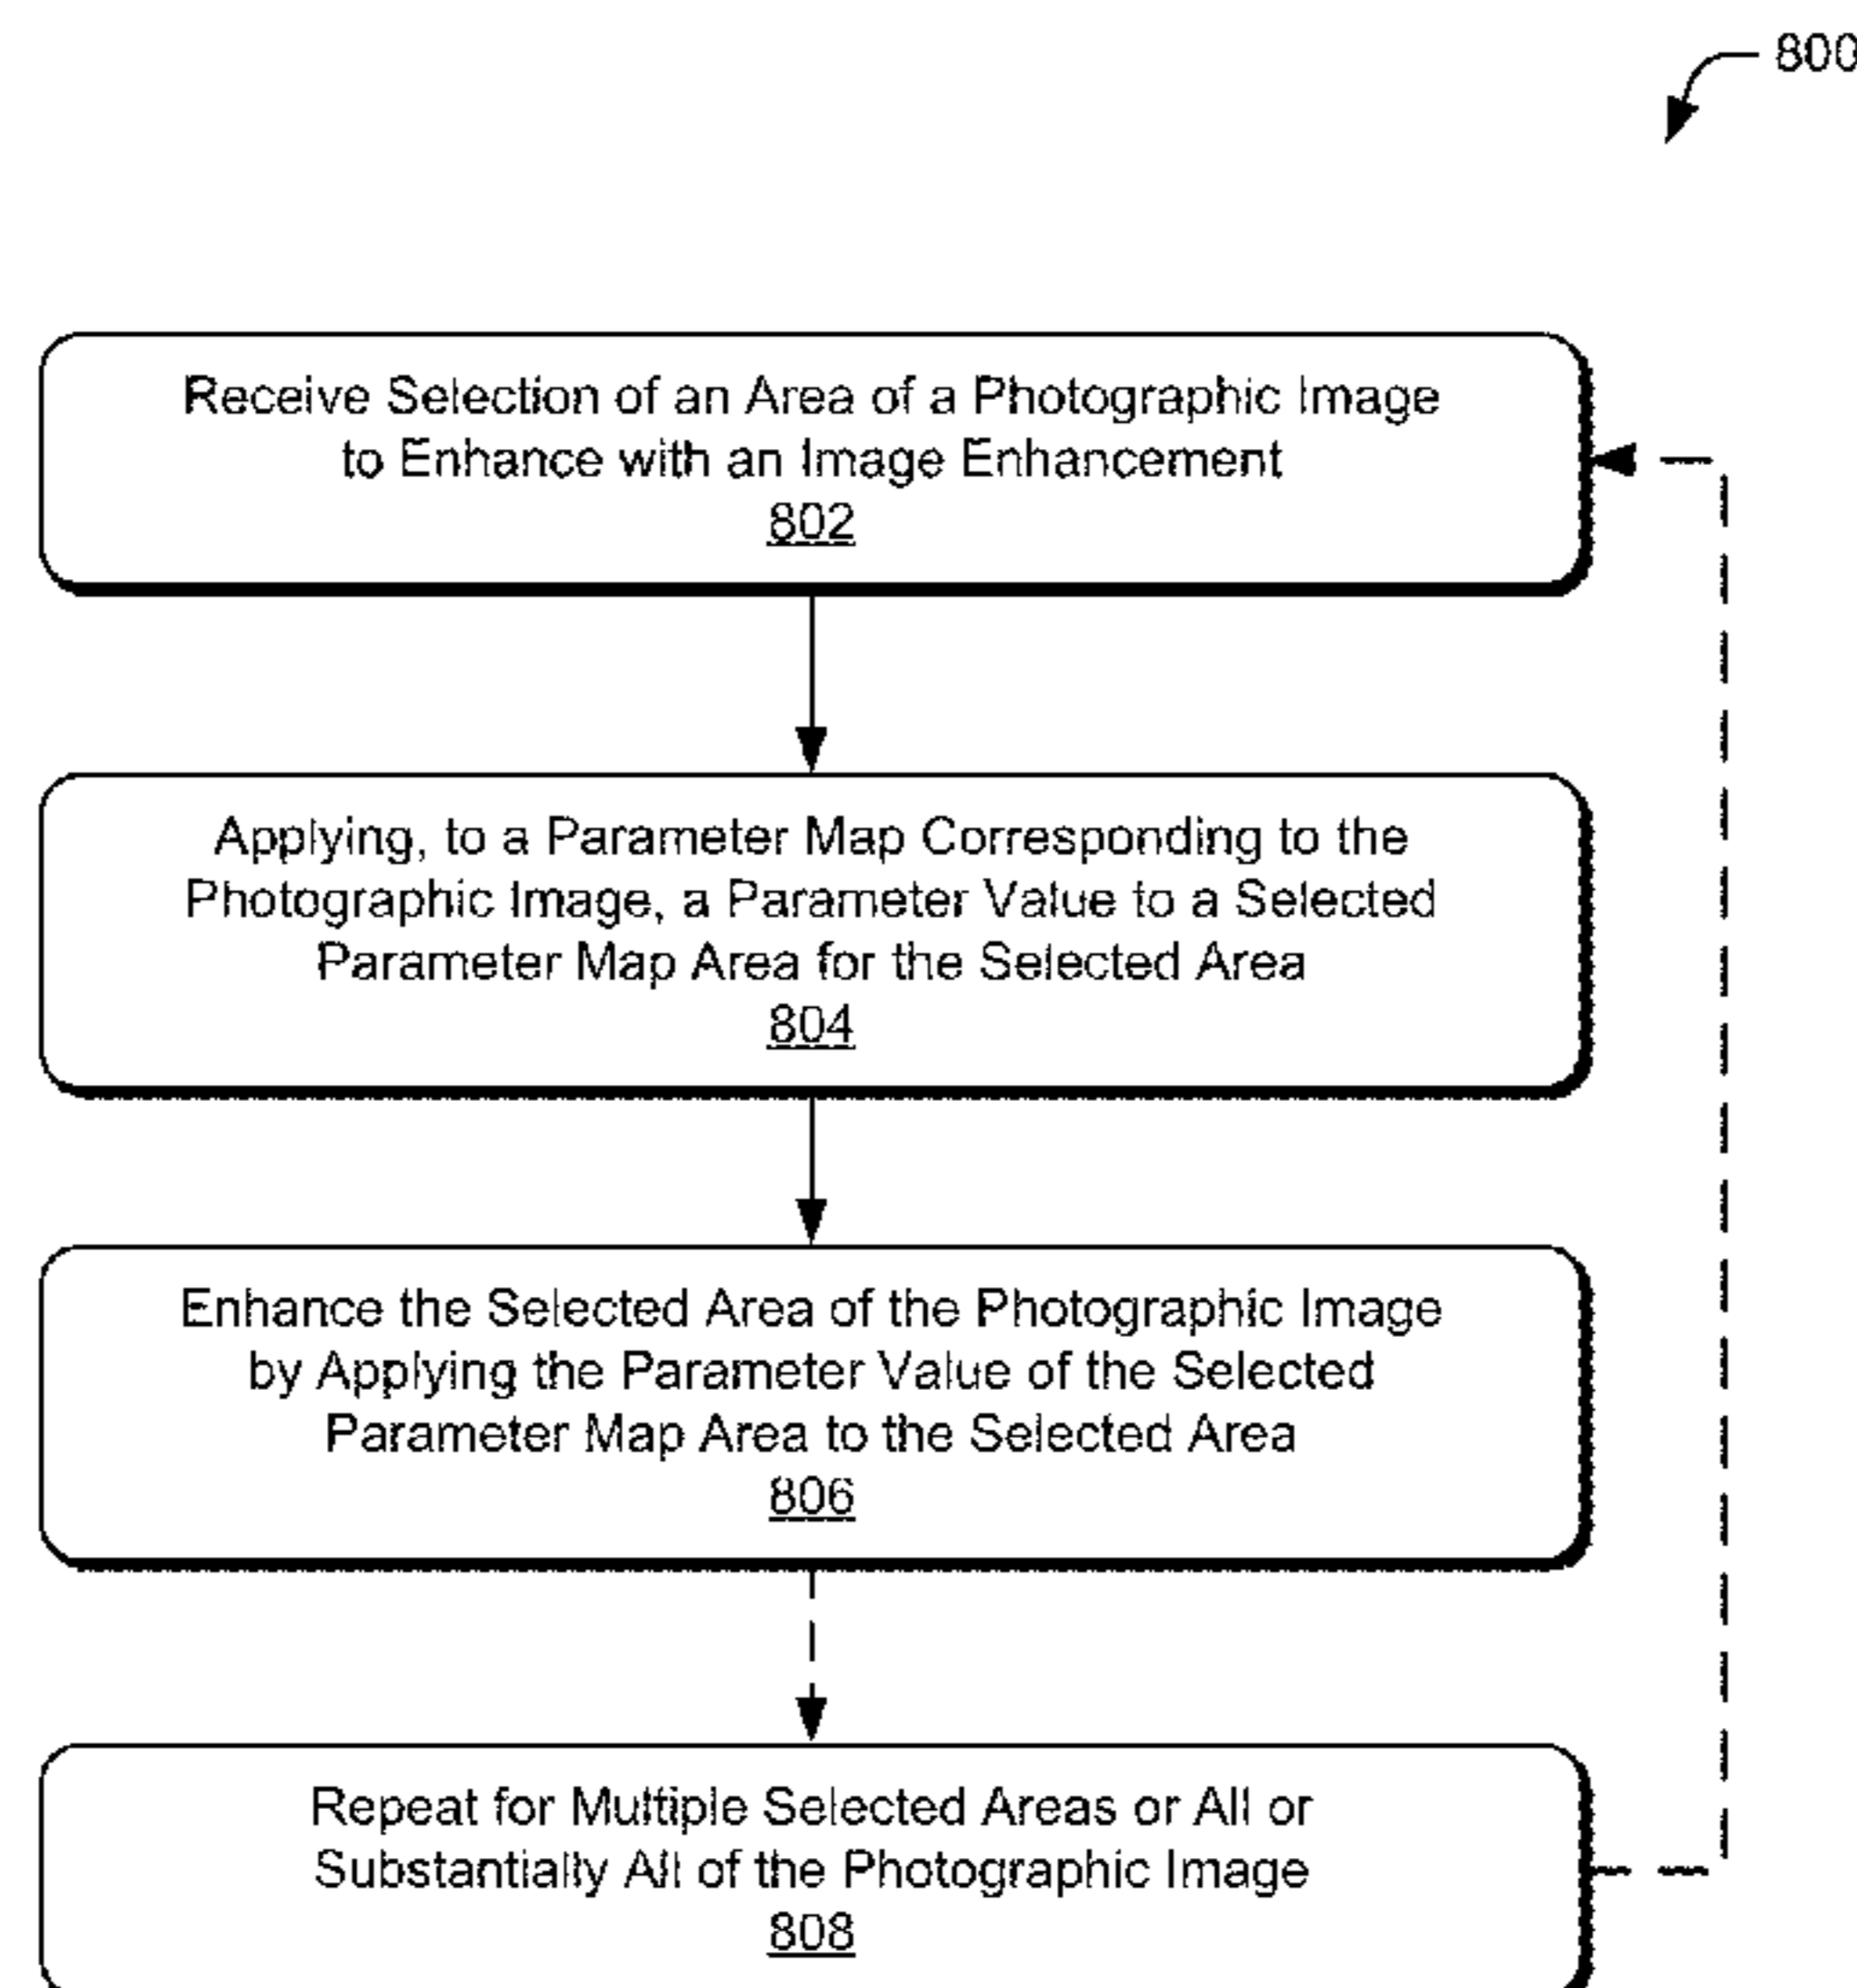 800
Receive Selection of an Area of a Photographic Image
to Enhance with an Image Enhancement
802
Applying, to a Parameter Map Corresponding to the
Photographic Image, a Parameter Value to a Selected
Parameter Map Area for the Selected Area
804
Enhance the Selected Area of the Photographic Image
by Applying the Parameter Value of the Selected
Parameter Map Area to the Selected Area
806
Repeat for Multiple Selected Areas or All or
Substantially All of the Photographic Image
808